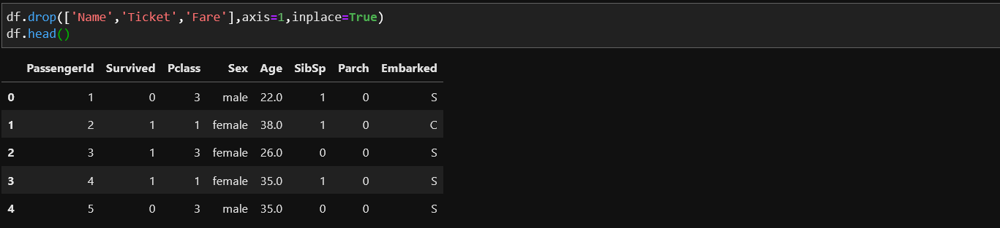 df.drop(['Name','Ticket','Fare'],axis=1,inplace=True)
df.head()
PassengerId Survived Pclass Sex Age SibSp Parch Embarked
0 1 0 3 male 22.0 1 0 S
1 2 1 1 female 38.0 1 0 C
2 3 1 3 female 26.0 0 0 S
3 4 1 1 female 35.0 1 0 S
4 5 0 3 male 35.0 0 0 S